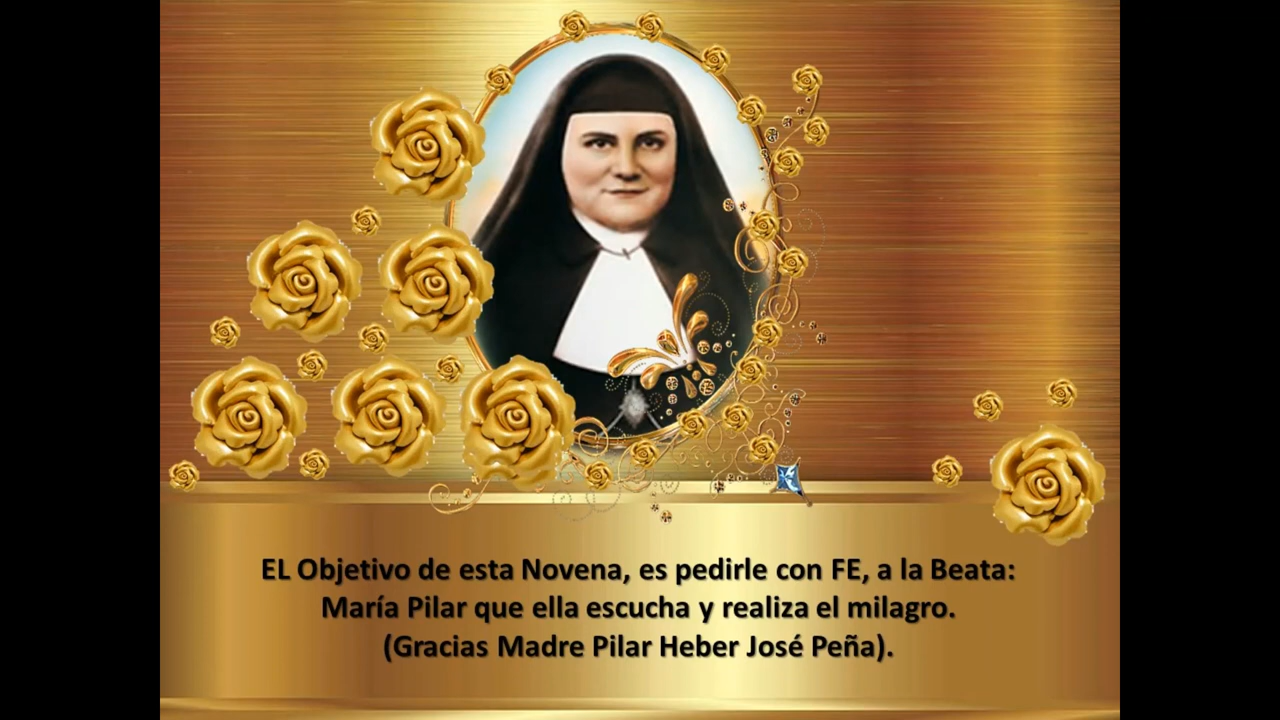 EL Objetivo de esta Novena, es pedirle con FE, a la Beata:
María Pilar que ella escucha y realiza el milagro.
(Gracias Madre Pilar Heber José Peña).